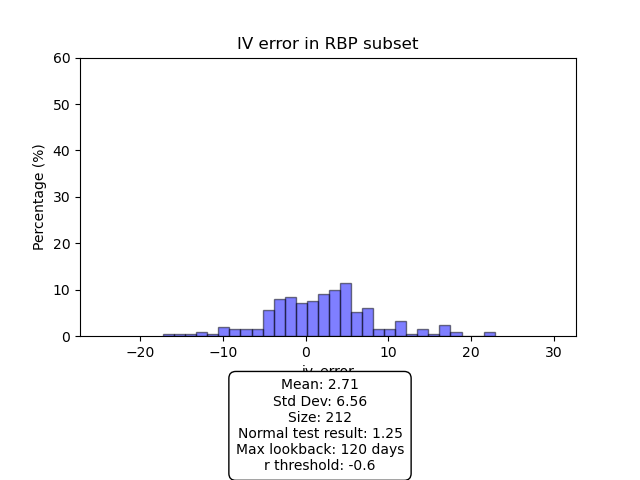 IV error in RBP subset
60
50
40
30
20
10
0
Percentage (%)
−20
−10
0
10
20
30
iv_error
Mean: 2.71
Std Dev: 6.56
Size: 212
Normal test result: 1.25
Max lookback: 120 days
r threshold: -0.6